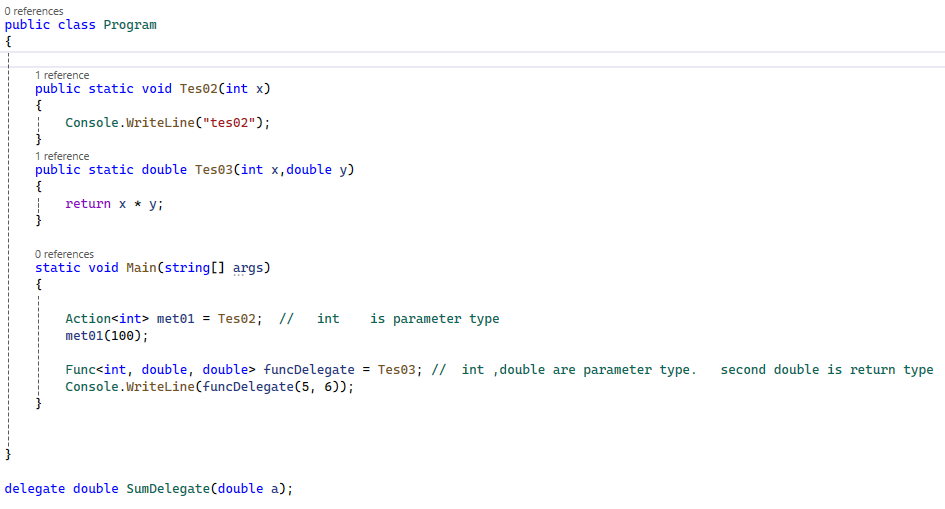 0 references
public class Program
{
1 reference
public static void Tes02(int x)
{
Console.WriteLine("tes02");
}
1 reference
public static double Tes03(int x,double y)
{
return x * y;
}
0 references
static void Main(string[] args)
{
Action<int> met01 = Tes02;  //   int    is parameter type
met01(100);
Func<int, double, double> funcDelegate = Tes03; //  int ,double are parameter type.   second double is return type
Console.WriteLine(funcDelegate(5, 6));
}
}
delegate double SumDelegate(double a);